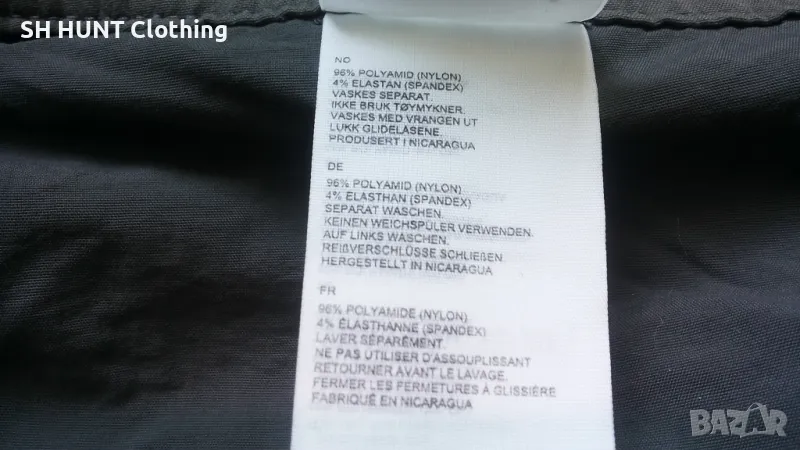 SH HUNT Clothing
NO
96% POLYAMID (NYLON)
4% ELASTAN (SPANDEX)
VASKES SEPARAT.
IKKE BRUK TØYMYKNER.
VASKES MED VRANGEN UT
LUKK GLIDELÅSENE.
PRODUSERT I NICARAGUA
DE
96% POLYAMID (NYLON)
4% ELASTHAN (SPANDEX)
SEPARAT WASCHEN.
KEINEN WEICHSPÜLER VERWENDEN.
AUF LINKS WASCHEN.
REIßVERSCHLÜSSE SCHLIEßEN.
HERGESTELLT IN NICARAGUA
FR
96% POLYAMIDE (NYLON)
4% ÉLASTHANNE (SPANDEX)
LAVER SÉPARÉMENT.
NE PAS UTILISER D'ASSOUPLISSANT
RETOURNER AVANT LE LAVAGE.
FERMER LES FERMETURES À GLISSIÈRE
FABRIQUÉ EN NICARAGUA
BAZAR